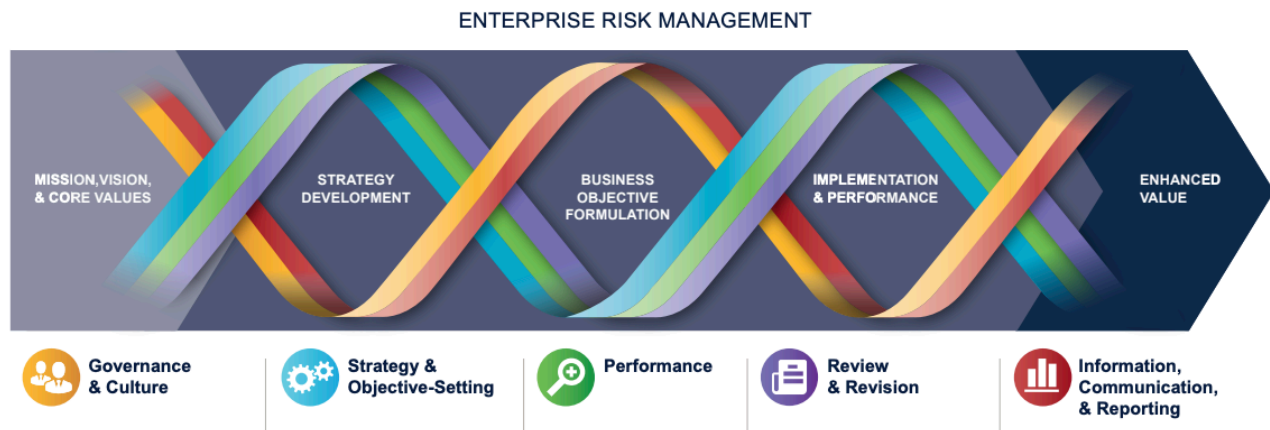 ENTERPRISE RISK MANAGEMENT
MISSION,VISION,
& CORE VALUES
STRATEGY
DEVELOPMENT
BUSINESS
OBJECTIVE
FORMULATION
IMPLEMENTATION
& PERFORMANCE
ENHANCED
VALUE
Governance
& Culture
Strategy &
Objective-Setting
Performance
Review
& Revision
Information,
Communication,
& Reporting